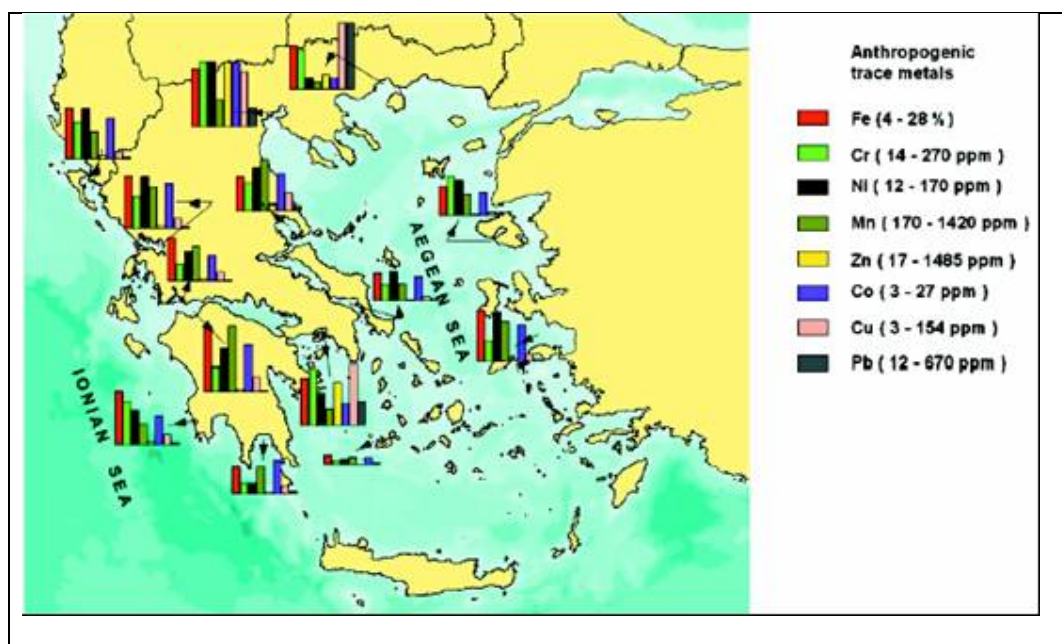 Anthropogenic
trace metals
Fe (4 - 28 %)
Cr ( 14 - 270 ppm )
Ni ( 12 - 170 ppm )
Mn ( 170 - 1420 ppm )
Zn ( 17 - 1485 ppm )
Co ( 3 - 27 ppm )
Cu ( 3 - 154 ppm )
Pb ( 12 - 670 ppm )
AEGEAN SEA
IONIAN SEA